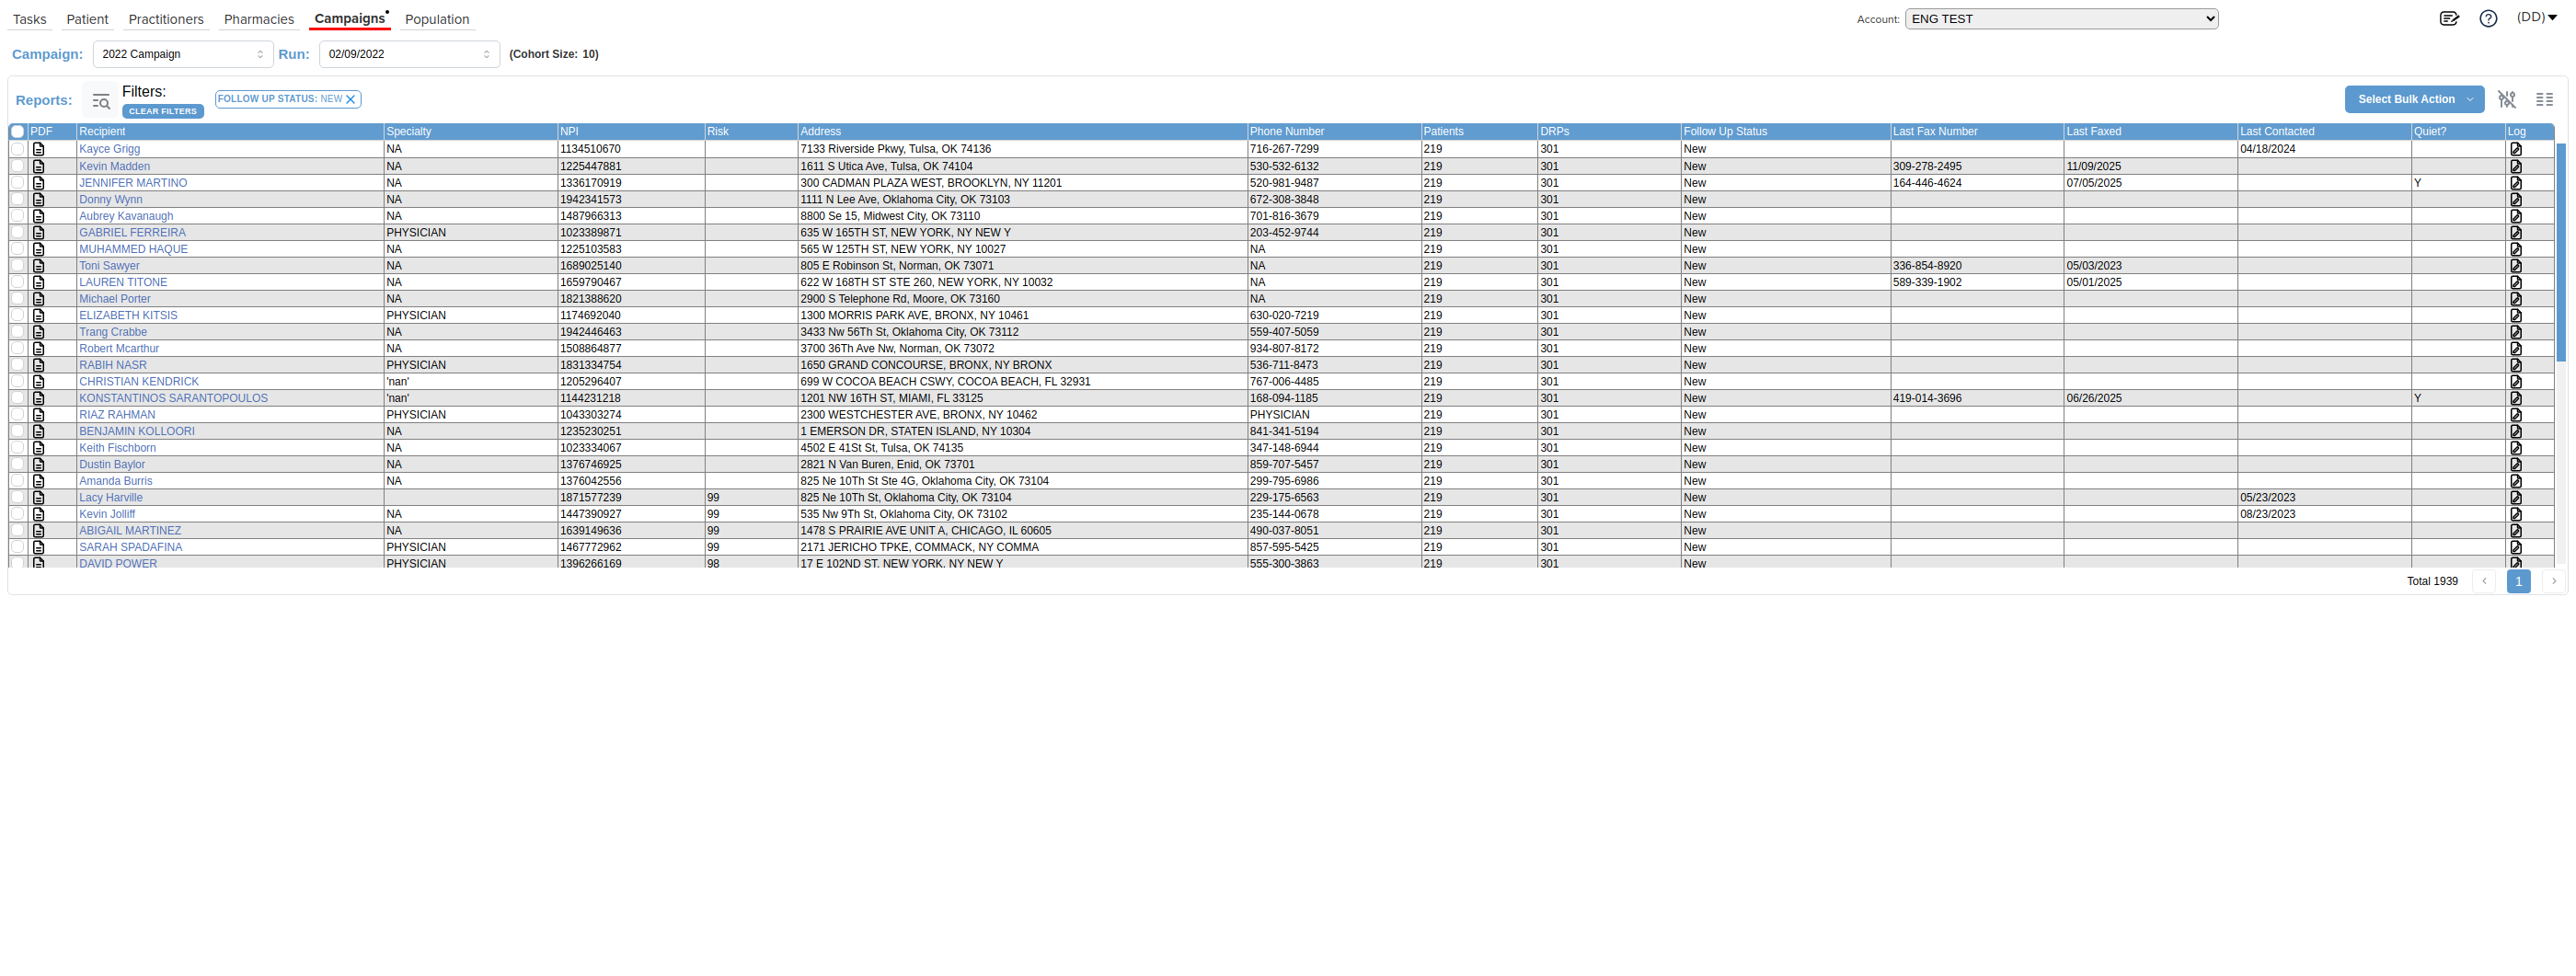 Tasks Patient Practitioners Pharmacies Campaigns Population Account: ENG TEST (DD)
Campaign: 2022 Campaign Run: 02/09/2022 (Cohort Size: 10)
Reports: Filters: CLEAR FILTERS FOLLOW UP STATUS: NEW Select Bulk Action
PDF Recipient Specialty NPI Risk Address Phone Number Patients DRPs Follow Up Status Last Fax Number Last Faxed Last Contacted Quiet? Log
Kayce Grigg NA 1134510670 7133 Riverside Pkwy, Tulsa, OK 74136 716-267-7299 219 301 New 04/18/2024
Kevin Madden NA 1225447881 1611 S Utica Ave, Tulsa, OK 74104 530-532-6132 219 301 New 309-278-2495 11/09/2025
JENNIFER MARTINO NA 1336170919 300 CADMAN PLAZA WEST, BROOKLYN, NY 11201 520-981-9487 219 301 New 164-446-4624 07/05/2025 Y
Donny Wynn NA 1942341573 1111 N Lee Ave, Oklahoma City, OK 73103 672-308-3848 219 301 New
Aubrey Kavanaugh NA 1487966313 8800 Se 15, Midwest City, OK 73110 701-816-3679 219 301 New
GABRIEL FERREIRA PHYSICIAN 1023389871 635 W 165TH ST, NEW YORK, NY NEW Y 203-452-9744 219 301 New
MUHAMMED HAQUE NA 1225103583 565 W 125TH ST, NEW YORK, NY 10027 NA 219 301 New
Toni Sawyer NA 1689025140 805 E Robinson St, Norman, OK 73071 NA 219 301 New 336-854-8920 05/03/2023
LAUREN TITONE NA 1659790467 622 W 168TH ST STE 260, NEW YORK, NY 10032 NA 219 301 New 589-339-1902 05/01/2025
Michael Porter NA 1821388620 2900 S Telephone Rd, Moore, OK 73160 NA 219 301 New
ELIZABETH KITSIS PHYSICIAN 1174692040 1300 MORRIS PARK AVE, BRONX, NY 10461 630-020-7219 219 301 New
Trang Crabbe NA 1942446463 3433 Nw 56Th St, Oklahoma City, OK 73112 559-407-5059 219 301 New
Robert Mcarthur NA 1508864877 3700 36Th Ave Nw, Norman, OK 73072 934-807-8172 219 301 New
RABIH NASR PHYSICIAN 1831334754 1650 GRAND CONCOURSE, BRONX, NY BRONX 536-711-8473 219 301 New
CHRISTIAN KENDRICK 'nan' 1205296407 699 W COCOA BEACH CSWY, COCOA BEACH, FL 32931 767-006-4485 219 301 New
KONSTANTINOS SARANTOPOULOS 'nan' 1144231218 1201 NW 16TH ST, MIAMI, FL 33125 168-094-1185 219 301 New 419-014-3696 06/26/2025 Y
RIAZ RAHMAN PHYSICIAN 1043303274 2300 WESTCHESTER AVE, BRONX, NY 10462 PHYSICIAN 219 301 New
BENJAMIN KOLLOORI NA 1235230251 1 EMERSON DR, STATEN ISLAND, NY 10304 841-341-5194 219 301 New
Keith Fischborn NA 1023334067 4502 E 41St St, Tulsa, OK 74135 347-148-6944 219 301 New
Dustin Baylor NA 1376746925 2821 N Van Buren, Enid, OK 73701 859-707-5457 219 301 New
Amanda Burris NA 1376042556 825 Ne 10Th St Ste 4G, Oklahoma City, OK 73104 299-795-6986 219 301 New
Lacy Harville 1871577239 99 825 Ne 10Th St, Oklahoma City, OK 73104 229-175-6563 219 301 New 05/23/2023
Kevin Jolliff NA 1447390927 99 535 Nw 9Th St, Oklahoma City, OK 73102 235-144-0678 219 301 New 08/23/2023
ABIGAIL MARTINEZ NA 1639149636 99 1478 S PRAIRIE AVE UNIT A, CHICAGO, IL 60605 490-037-8051 219 301 New
SARAH SPADAFINA PHYSICIAN 1467772962 99 2171 JERICHO TPKE, COMMACK, NY COMMA 857-595-5425 219 301 New
DAVID POWER PHYSICIAN 1396266169 98 17 E 102ND ST, NEW YORK, NY NEW Y 555-300-3863 219 301 New
Total 1939 1